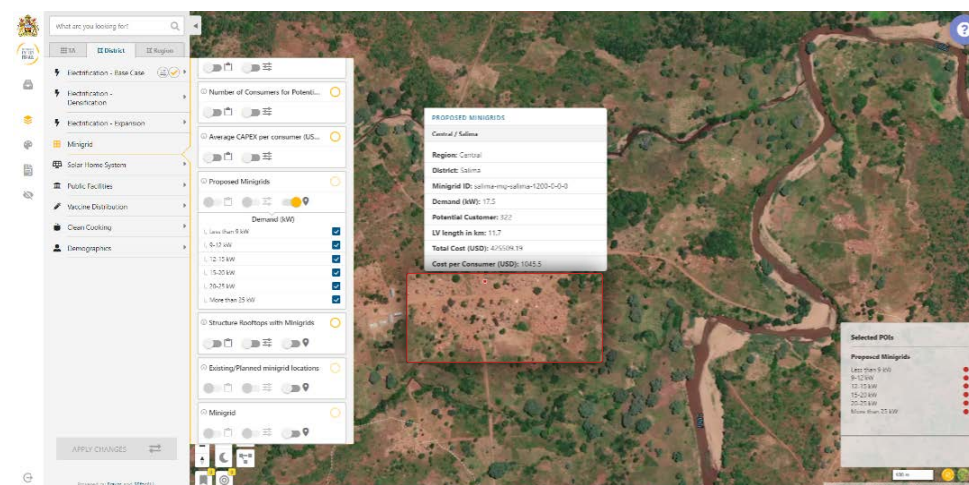 What are you looking for?
TA
District
Region
Electrification - Base Case
Electrification -
Densification
Electrification - Expansion
Minigrid
Solar Home System
Public Facilities
Vaccine Distribution
Clean Cooking
Demographics
APPLY CHANGES
Number of Consumers for Potenti...
Average CAPEX per consumer (US...
Proposed Minigrids
Demand (kW)
Less than 9 kW
9-12 kW
12-15 kW
15-20 kW
20-25 kW
More than 25 kW
Structure Rooftops with Minigrids
Existing/Planned minigrid locations
Minigrid
PROPOSED MINIGRIDS
Central / Salima
Region: Central
District: Salima
Minigrid ID: salima-mg-salima-1200-0-0-0
Demand (kW): 17.5
Potential Customer: 322
LV length in km: 11.7
Total Cost (USD): 425509.19
Cost per Consumer (USD): 1045.5
Selected POIs
Proposed Minigrids
Less than 9 kW
9-12 kW
12-15 kW
15-20 kW
20-25 kW
More than 25 kW